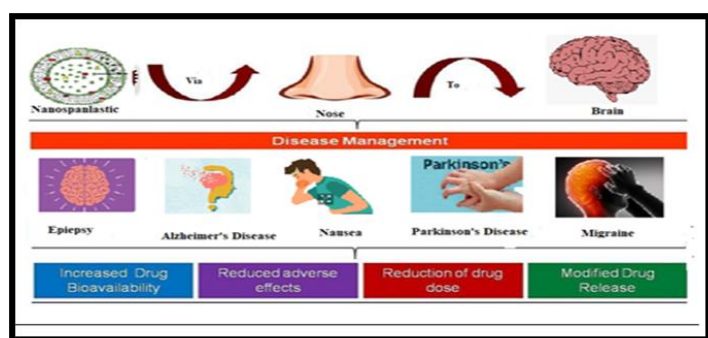 Nanospanlastic
Via
Nose
To
Brain
Disease Management
Parkinson's
Epiepsy
Alzheimer's Disease
Nausea
Parkinson's Disease
Migraine
Increased Drug
Bioavailability
Reduced adverse
effects
Reduction of drug
dose
Modified Drug
Release